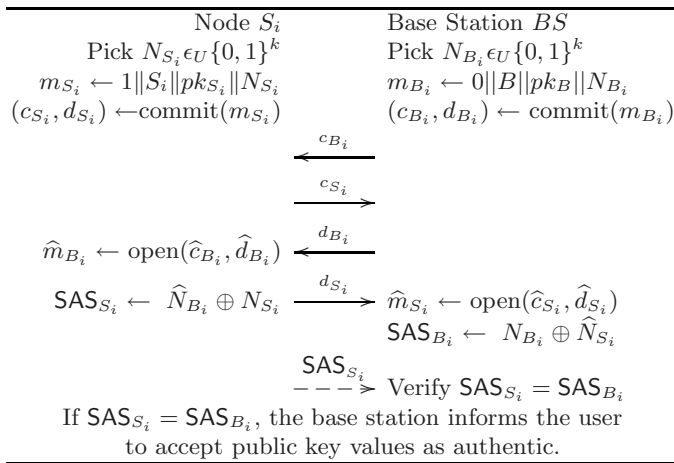 Node S_i Base Station BS
Pick N_{S_i} ϵ_U{0, 1}^k Pick N_{B_i} ϵ_U{0, 1}^k
m_{S_i} ← 1‖S_i‖pk_{S_i}‖N_{S_i} m_{B_i} ← 0||B||pk_B||N_{B_i}
(c_{S_i}, d_{S_i}) ←commit(m_{S_i}) (c_{B_i}, d_{B_i}) ← commit(m_{B_i})
c_{B_i}
c_{S_i}
d_{B_i}
m̂_{B_i} ← open(ĉ_{B_i}, d̂_{B_i})
d_{S_i}
SAS_{S_i} ← N̂_{B_i} ⊕ N_{S_i} m̂_{S_i} ← open(ĉ_{S_i}, d̂_{S_i})
SAS_{B_i} ← N_{B_i} ⊕ N̂_{S_i}
SAS_{S_i}
Verify SAS_{S_i} = SAS_{B_i}
If SAS_{S_i} = SAS_{B_i}, the base station informs the user
to accept public key values as authentic.